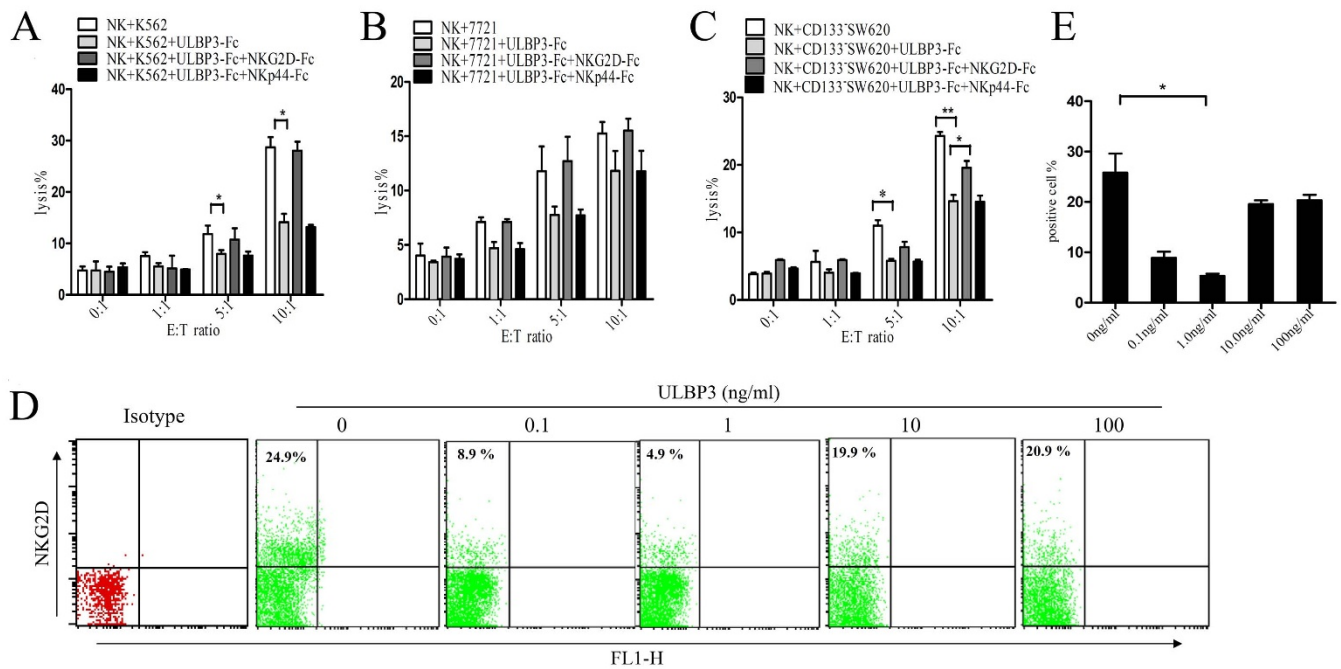 A
NK+K562
NK+K562+ULBP3-Fc
NK+K562+ULBP3-Fc+NKG2D-Fc
NK+K562+ULBP3-Fc+NKp44-Fc
lysis%
40
30
20
10
0
*
*
0:1
1:1
5:1
10:1
E:T ratio
B
NK+7721
NK+7721+ULBP3-Fc
NK+7721+ULBP3-Fc+NKG2D-Fc
NK+7721+ULBP3-Fc+NKp44-Fc
lysis%
20
15
10
5
0
0:1
1:1
5:1
10:1
E:T ratio
C
NK+CD133⁻SW620
NK+CD133⁻SW620+ULBP3-Fc
NK+CD133⁻SW620+ULBP3-Fc+NKG2D-Fc
NK+CD133⁻SW620+ULBP3-Fc+NKp44-Fc
lysis%
30
20
10
0
*
**
*
0:1
1:1
5:1
10:1
E:T ratio
E
positive cell %
40
30
20
10
0
*
0ng/ml
0.1ng/ml
1.0ng/ml
10.0ng/ml
100ng/ml
D
ULBP3 (ng/ml)
Isotype
0
0.1
1
10
100
24.9%
8.9 %
4.9 %
19.9 %
20.9 %
NKG2D
FL1-H